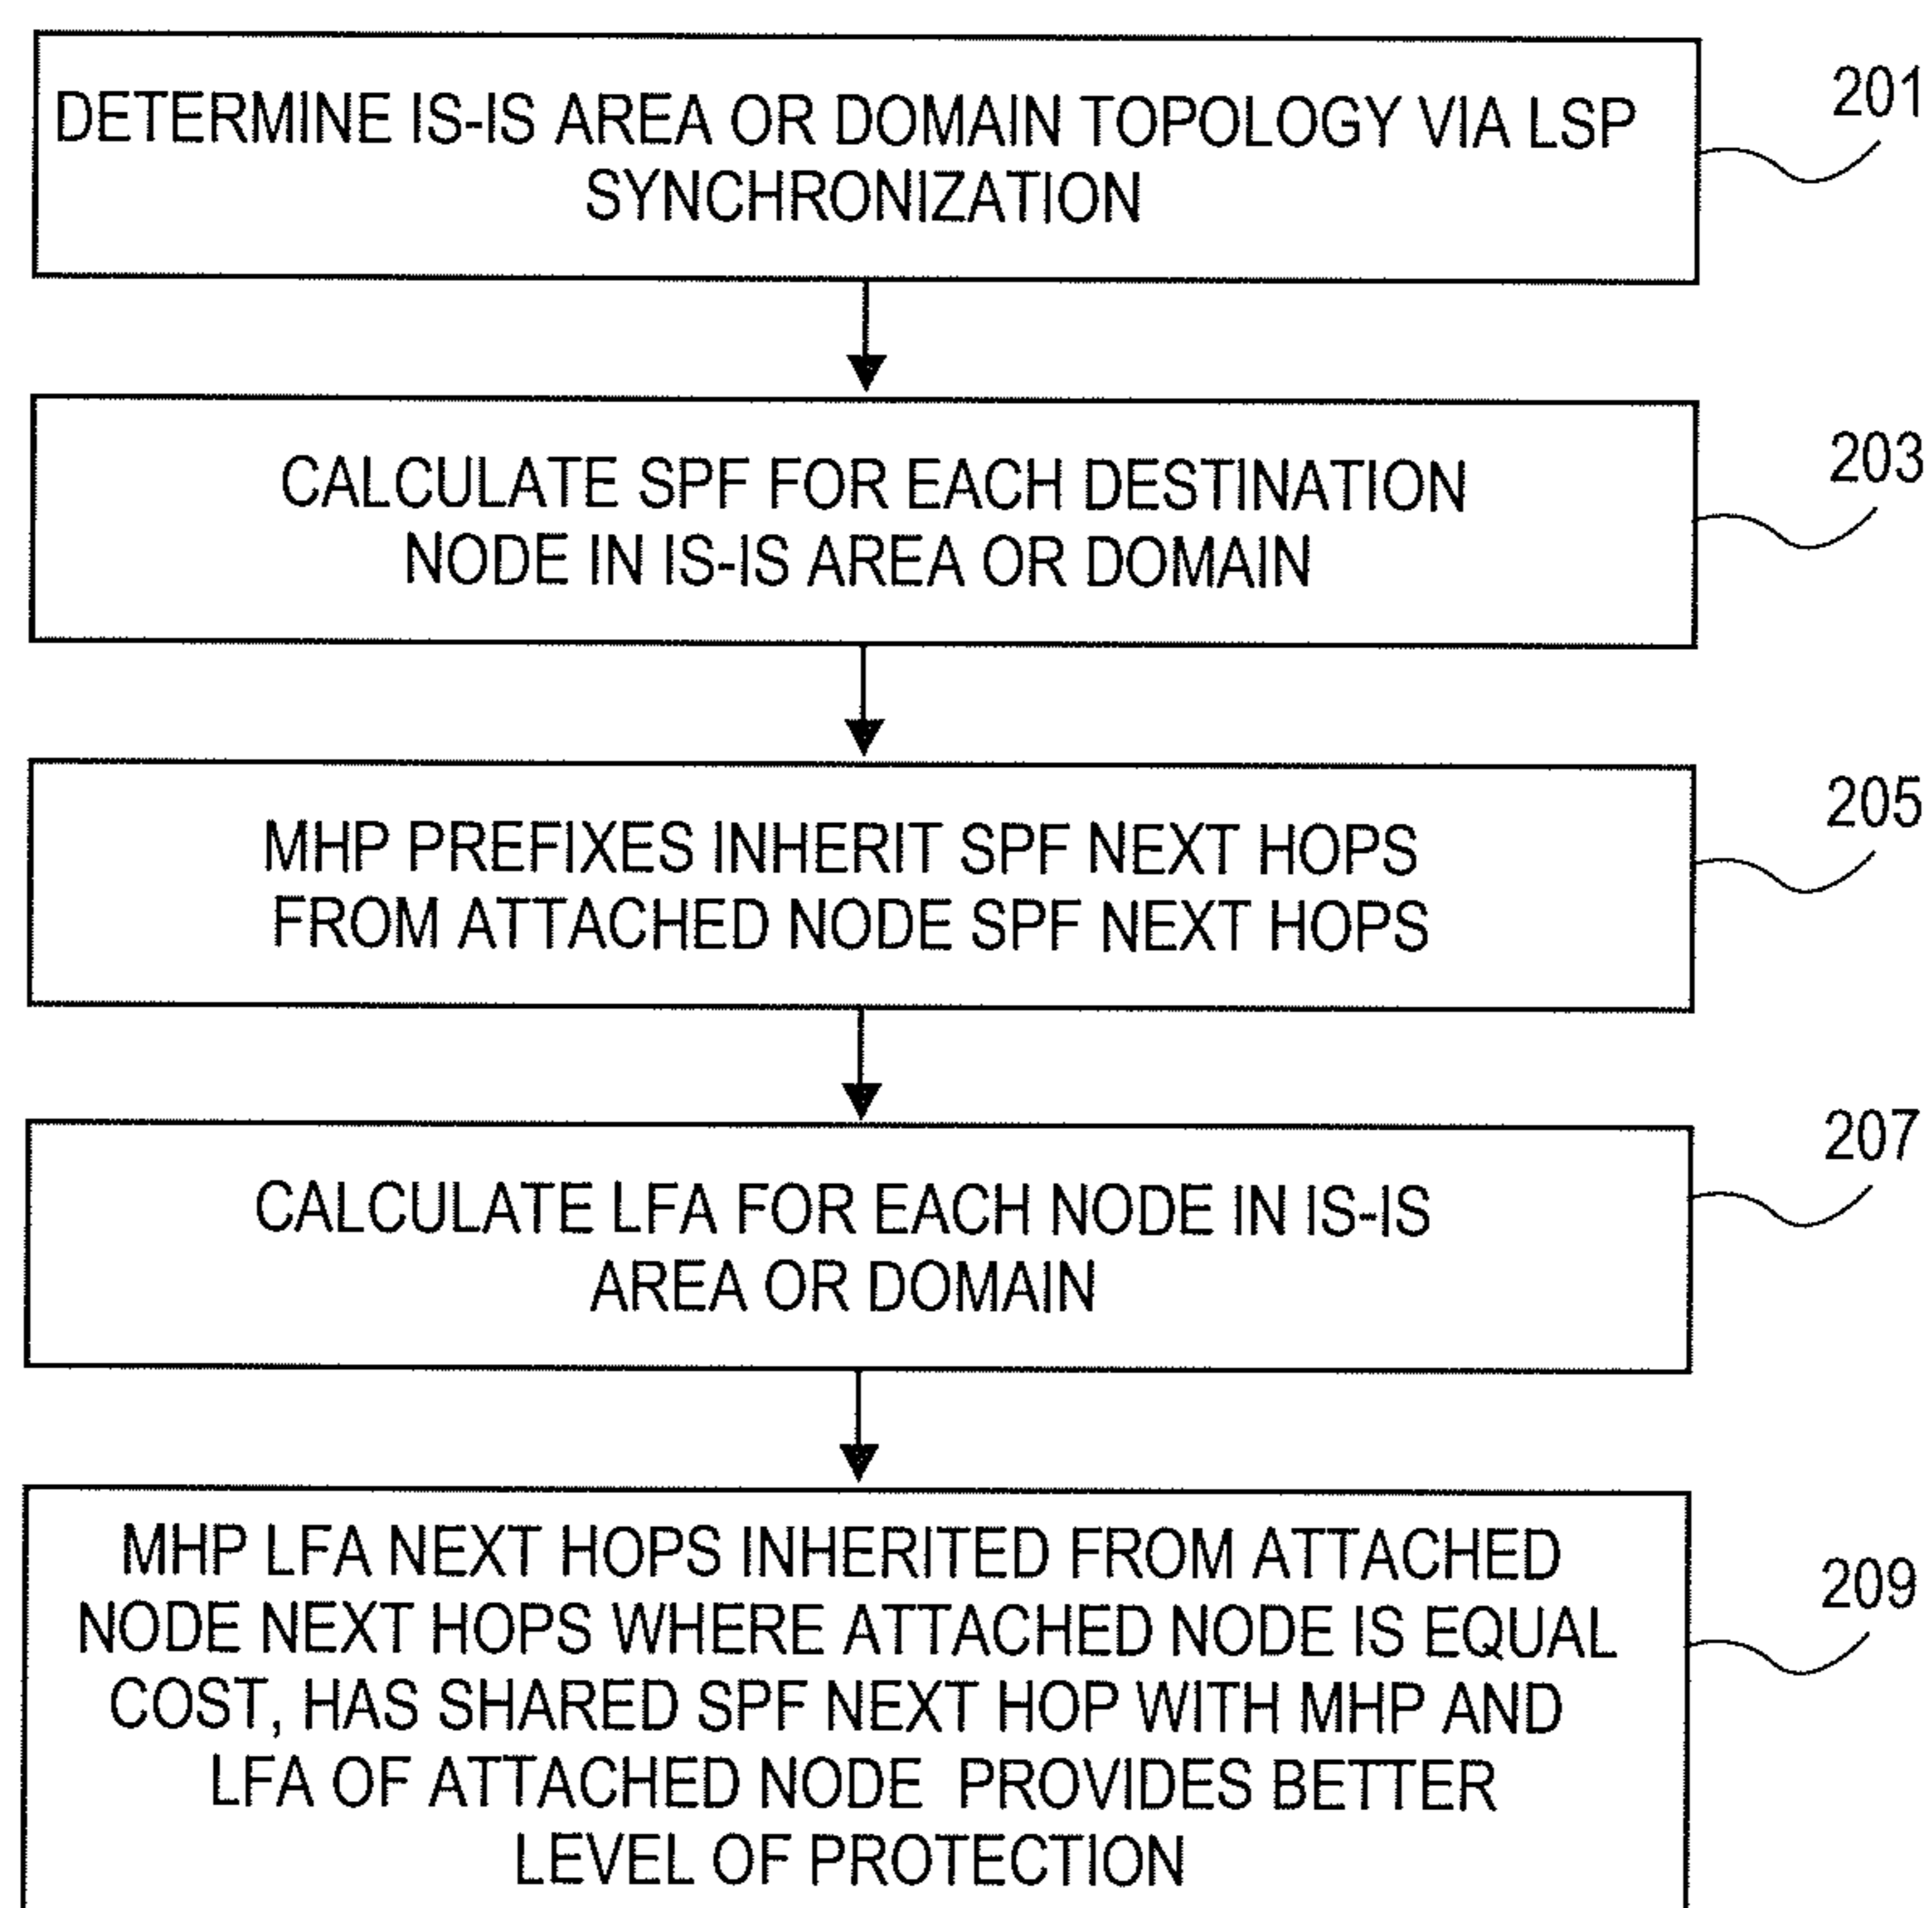 DETERMINE IS-IS AREA OR DOMAIN TOPOLOGY VIA LSP
SYNCHRONIZATION
201
CALCULATE SPF FOR EACH DESTINATION
NODE IN IS-IS AREA OR DOMAIN
203
MHP PREFIXES INHERIT SPF NEXT HOPS
FROM ATTACHED NODE SPF NEXT HOPS
205
CALCULATE LFA FOR EACH NODE IN IS-IS
AREA OR DOMAIN
207
MHP LFA NEXT HOPS INHERITED FROM ATTACHED
NODE NEXT HOPS WHERE ATTACHED NODE IS EQUAL
COST, HAS SHARED SPF NEXT HOP WITH MHP AND
LFA OF ATTACHED NODE PROVIDES BETTER
LEVEL OF PROTECTION
209